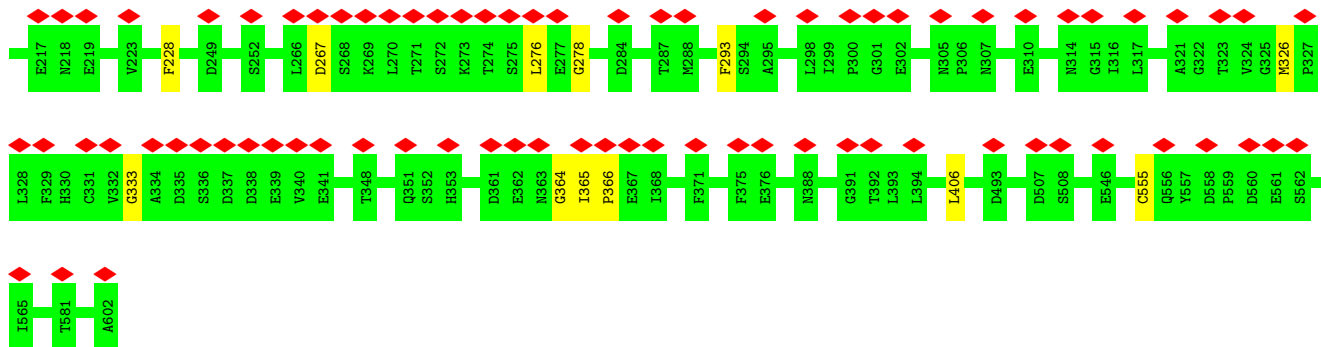 E217 N218 E219 V223 F228 D249 S252 L266 D267 S268 K269 L270 T271 S272 K273 T274 S275 L276 E277 G278 D284 T287 M288 F293 S294 A295 L298 I299 P300 G301 E302 N305 P306 N307 E310 N314 G315 I316 L317 A321 G322 T323 V324 G325 M326 P327
L328 F329 H330 C331 V332 G333 A334 D335 S336 D337 D338 E339 V340 E341 T348 Q351 S352 H353 D361 E362 N363 G364 I365 P366 E367 I368 F371 F375 E376 N388 G391 T392 L393 L394 L406 D493 D507 S508 E546 C555 Q556 Y557 D558 P559 D560 E561 S562
I565 T581 A602